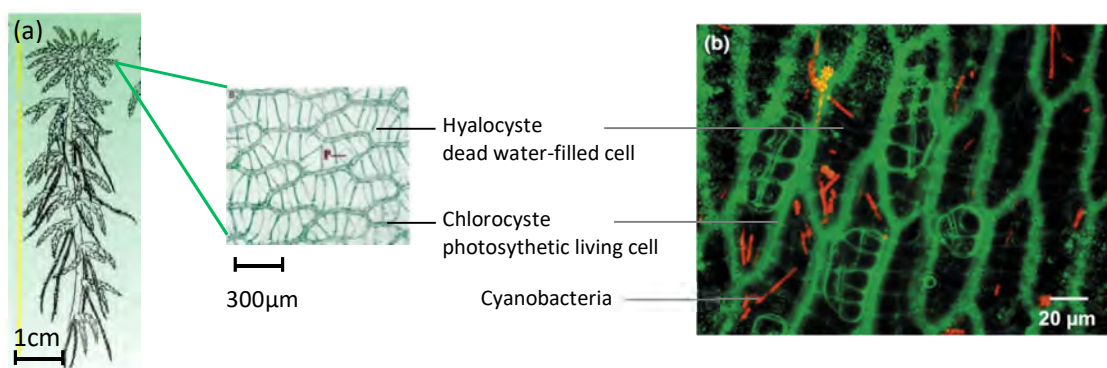 (a)
1cm
P
300µm
Hyalocyste
dead water-filled cell
Chlorocyste
photosythetic living cell
Cyanobacteria
(b)
20 µm